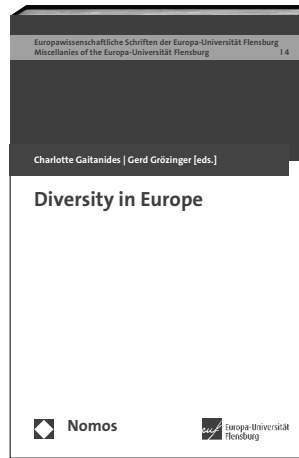 Europawissenschaftliche Schriften der Europa-Universität Flensburg
Miscellanies of the Europa-Universität Flensburg | 4
Charlotte Gaitanides | Gerd Grözinger [eds.]
Diversity in Europe
Nomos
euf Europa-Universität
Flensburg